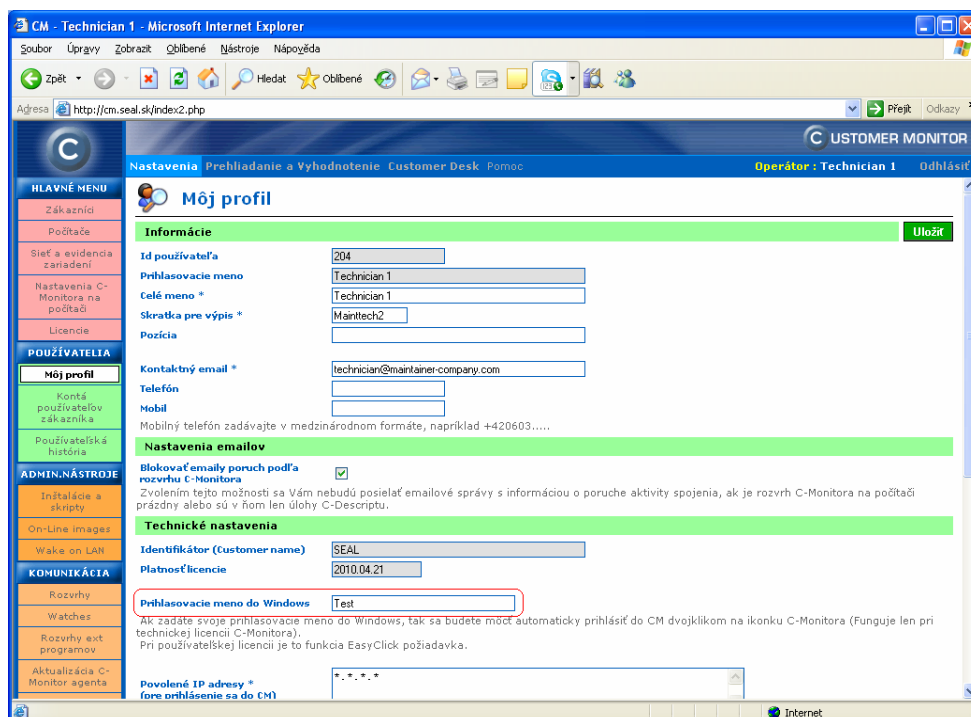 CM - Technician 1 - Microsoft Internet Explorer
Soubor Úpravy Zobrazit Oblíbené Nástroje Nápověda
Zpět Hledat Oblíbené
Adresa http://cm.seal.sk/index2.php Přejít Odkazy
C USTOMER MONITOR
Nastavenia Prehliadanie a Vyhodnotenie Customer Desk Pomoc Operátor : Technician 1 Odhlásiť
HLAVNÉ MENU
Zákazníci
Počítače
Sieť a evidencia
zariadení
Nastavenia C-
Monitora na
počítači
Licencie
POUŽÍVATELIA
Môj profil
Kontá
používateľov
zákazníka
Používateľská
história
ADMIN.NÁSTROJE
Inštalácie a
skripty
On-Line images
Wake on LAN
KOMUNIKÁCIA
Rozvrhy
Watches
Rozvrhy ext
programov
Aktualizácia C-
Monitor agenta
Môj profil
Informácie Uložiť
Id používateľa 204
Prihlasovacie meno Technician 1
Celé meno * Technician 1
Skratka pre výpis * Mainttech2
Pozícia
Kontaktný email * technician@maintainer-company.com
Telefón
Mobil
Mobilný telefón zadávajte v medzinárodnom formáte, napríklad +420603.....
Nastavenia emailov
Blokovať emaily poruch podľa
rozvrhu C-Monitora
Zvolením tejto možnosti sa Vám nebudú posielať emailové správy s informáciou o poruche aktivity spojenia, ak je rozvrh C-Monitora na počítači
prázdny alebo sú v ňom len úlohy C-Descriptu.
Technické nastavenia
Identifikátor (Customer name) SEAL
Platnosť licencie 2010.04.21
Prihlasovacie meno do Windows Test
Ak zadáte svoje prihlasovacie meno do Windows, tak sa budete môcť automaticky prihlásiť do CM dvojklikom na ikonku C-Monitora (Funguje len pri
technickej licencii C-Monitora).
Pri používateľskej licencii je to funkcia EasyClick požiadavka.
Povolené IP adresy * *.*.*.*
(pre prihlásenie sa do CM)
Internet